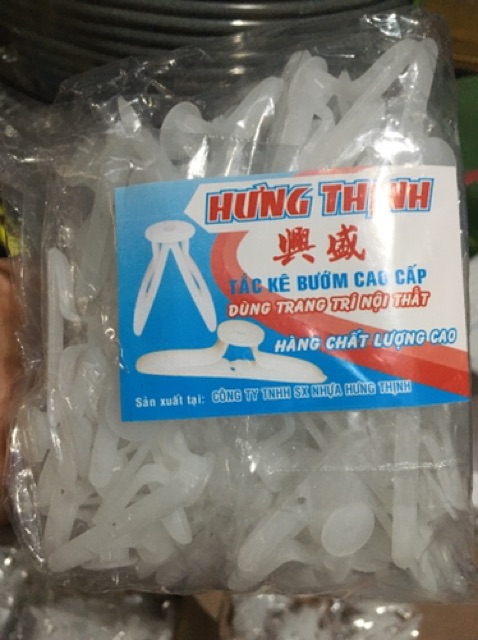 HƯNG THỊNH
興盛
TẮC KÊ BƯỚM CAO CẤP
DÙNG TRANG TRÍ NỘI THẤT
HÀNG CHẤT LƯỢNG CAO
Sản xuất tại: CÔNG TY TNHH SX NHỰA HƯNG THỊNH